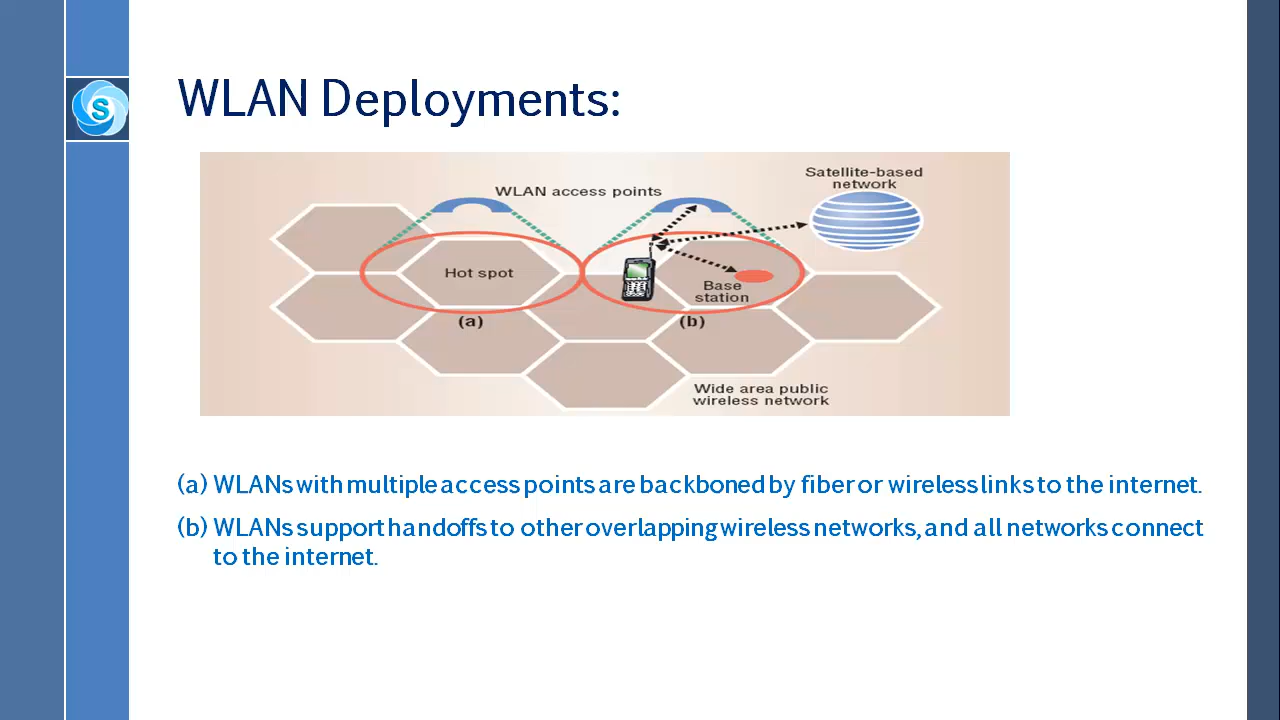 WLAN Deployments:
S
WLAN access points
Satellite-based
network
Hot spot
Base
station
(a)
(b)
Wide area public
wireless network
(a) WLANs with multiple access points are backboned by fiber or wireless links to the internet.
(b) WLANs support handoffs to other overlapping wireless networks, and all networks connect
to the internet.